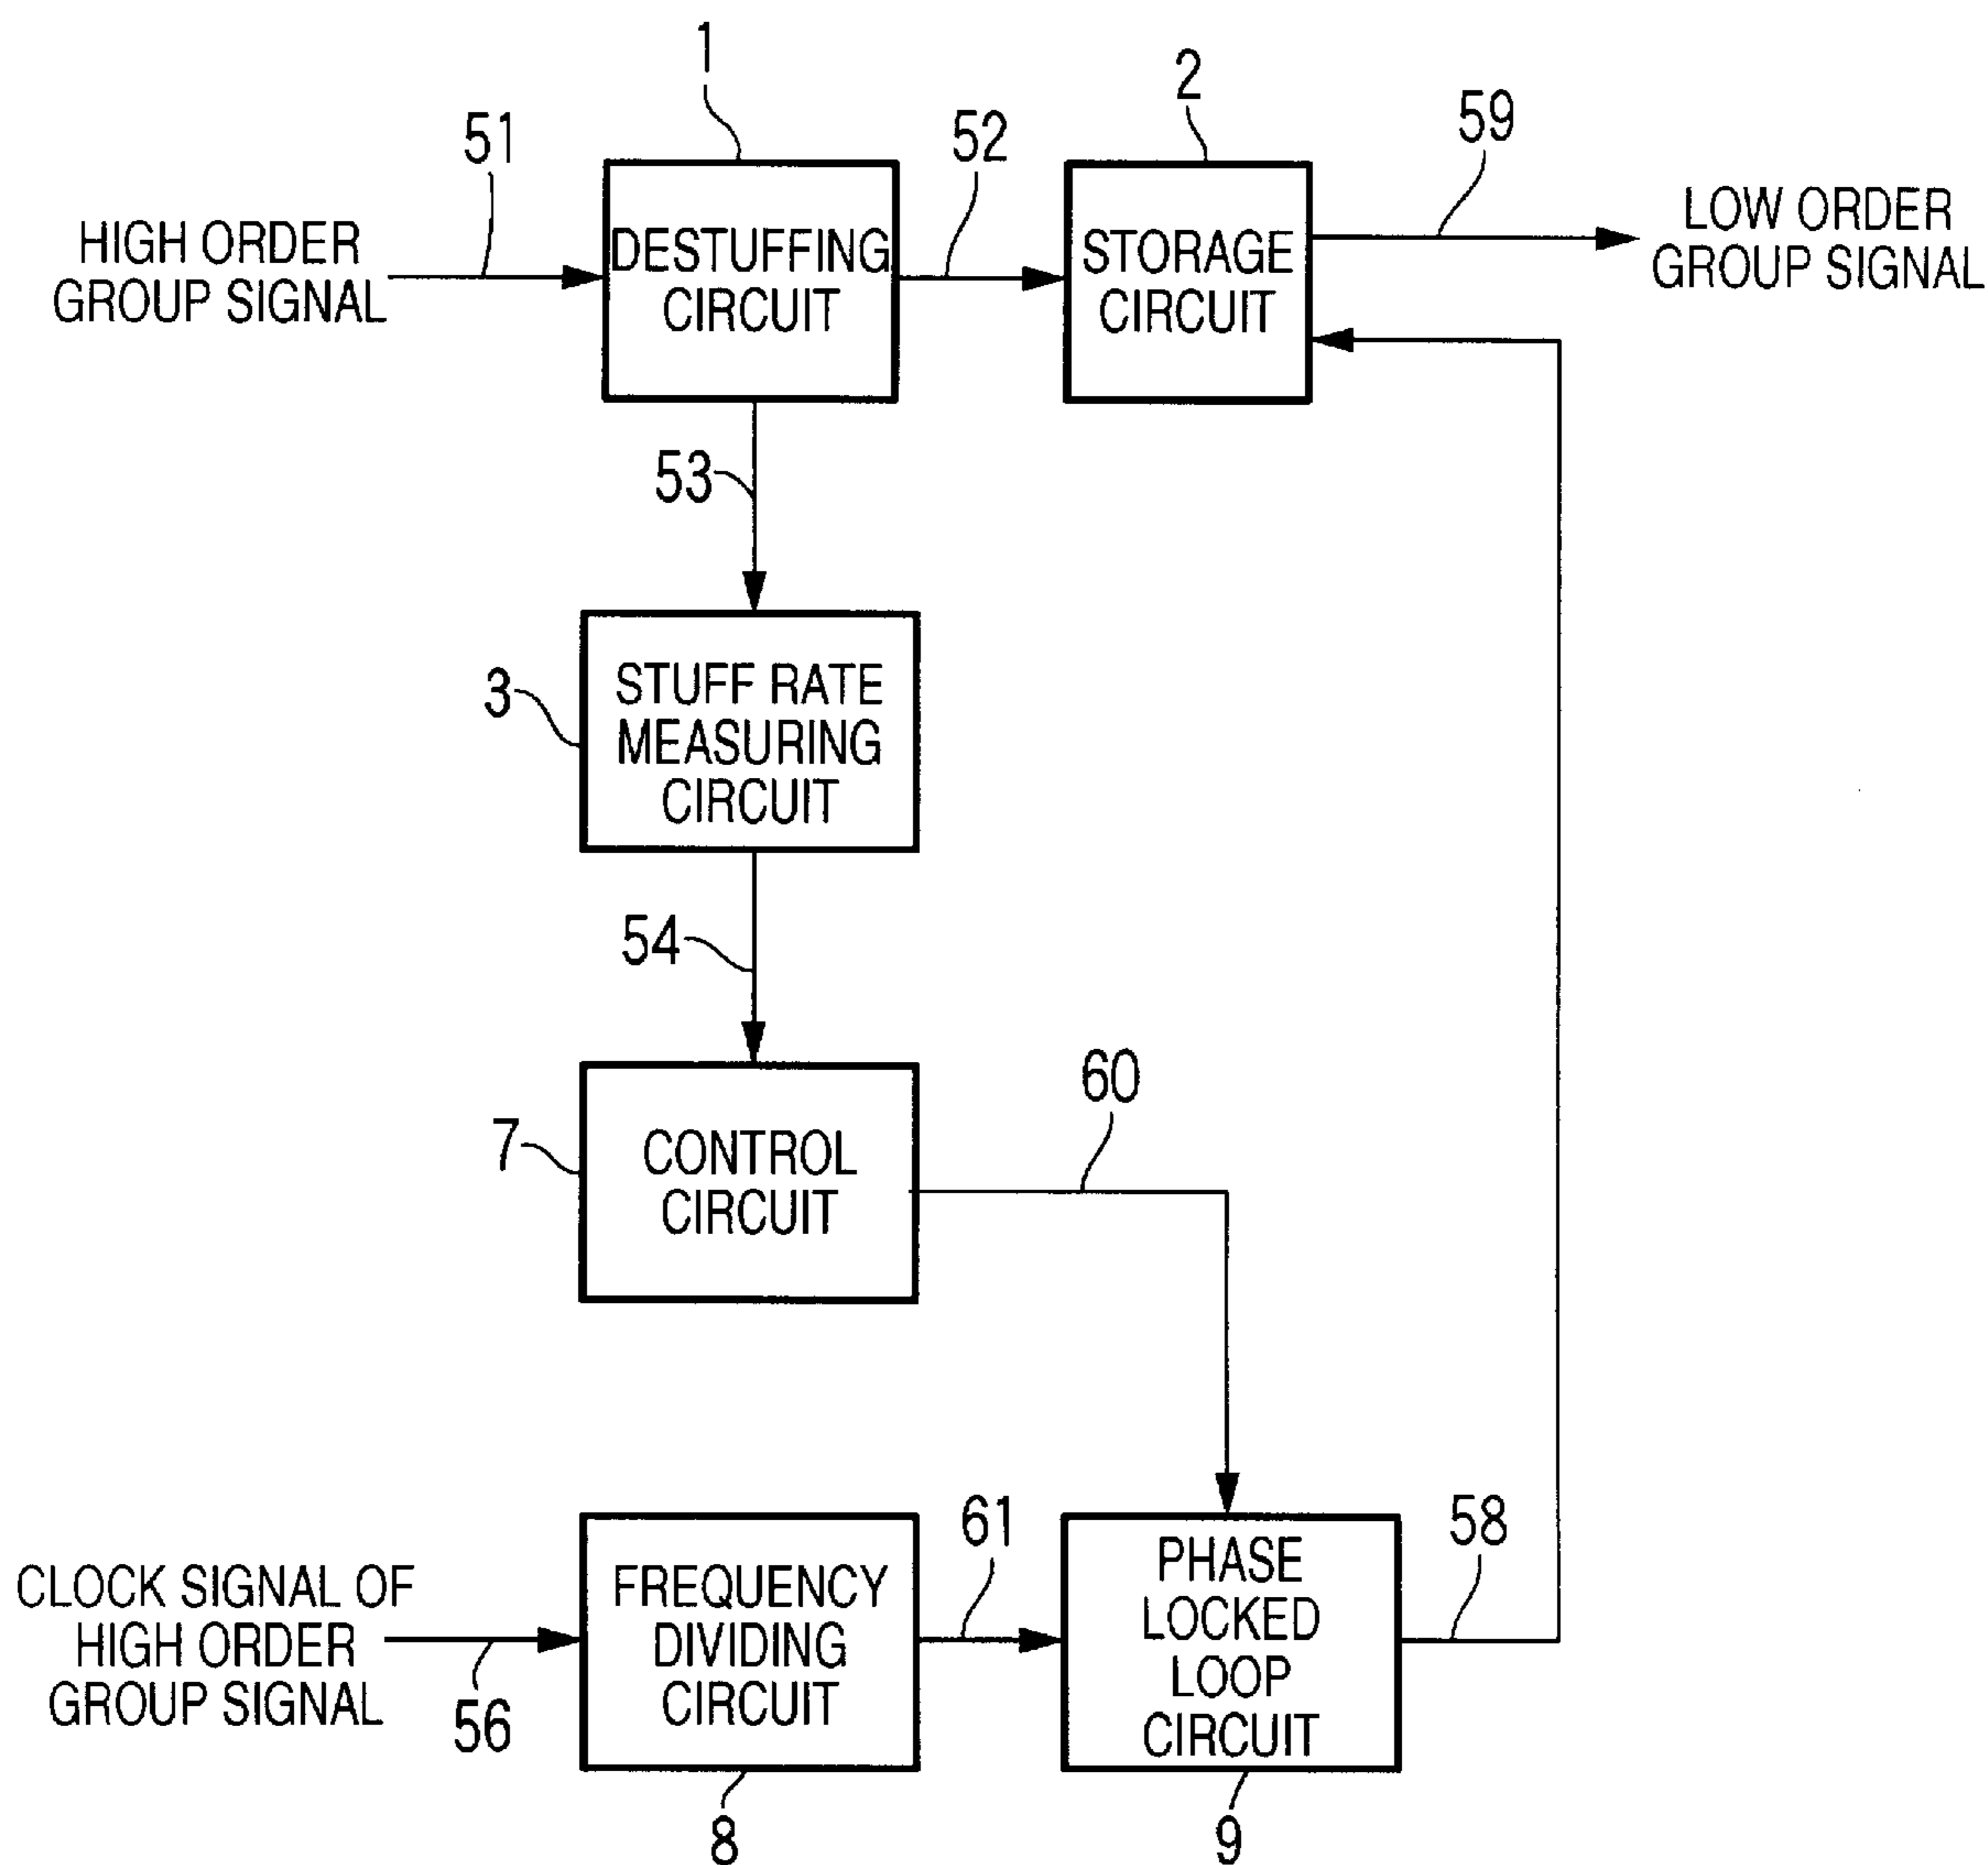 1
2
51
52
59
HIGH ORDER
GROUP SIGNAL
DESTUFFING
CIRCUIT
STORAGE
CIRCUIT
LOW ORDER
GROUP SIGNAL
53
3
STUFF RATE
MEASURING
CIRCUIT
54
60
7
CONTROL
CIRCUIT
61
58
CLOCK SIGNAL OF
HIGH ORDER
GROUP SIGNAL
56
FREQUENCY
DIVIDING
CIRCUIT
PHASE
LOCKED
LOOP
CIRCUIT
8
9